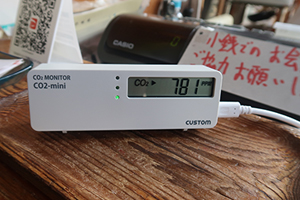 CASIO
小銭でのお会
ご協力お願いし
CO₂ MONITOR
CO2-mini
CO₂ ▶ 781 PPM
CUSTOM